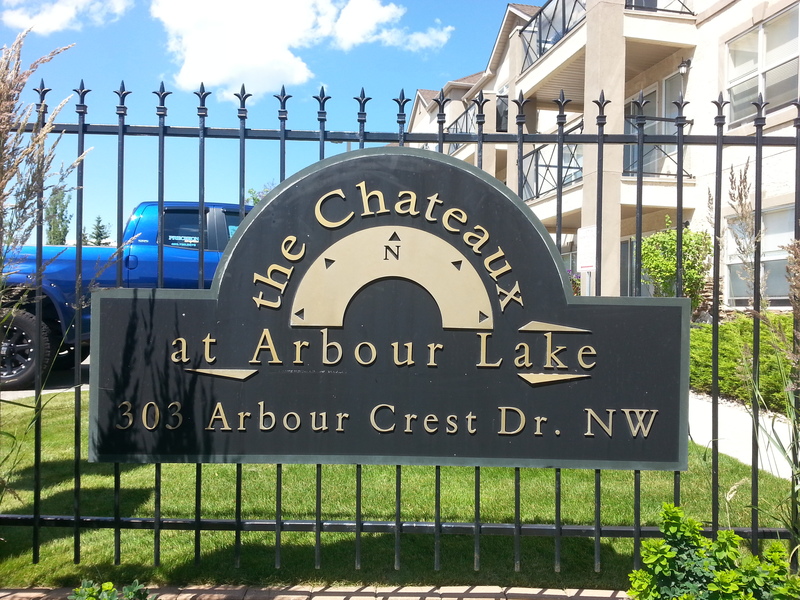 the Chateaux
N
at Arbour Lake
303 Arbour Crest Dr. NW